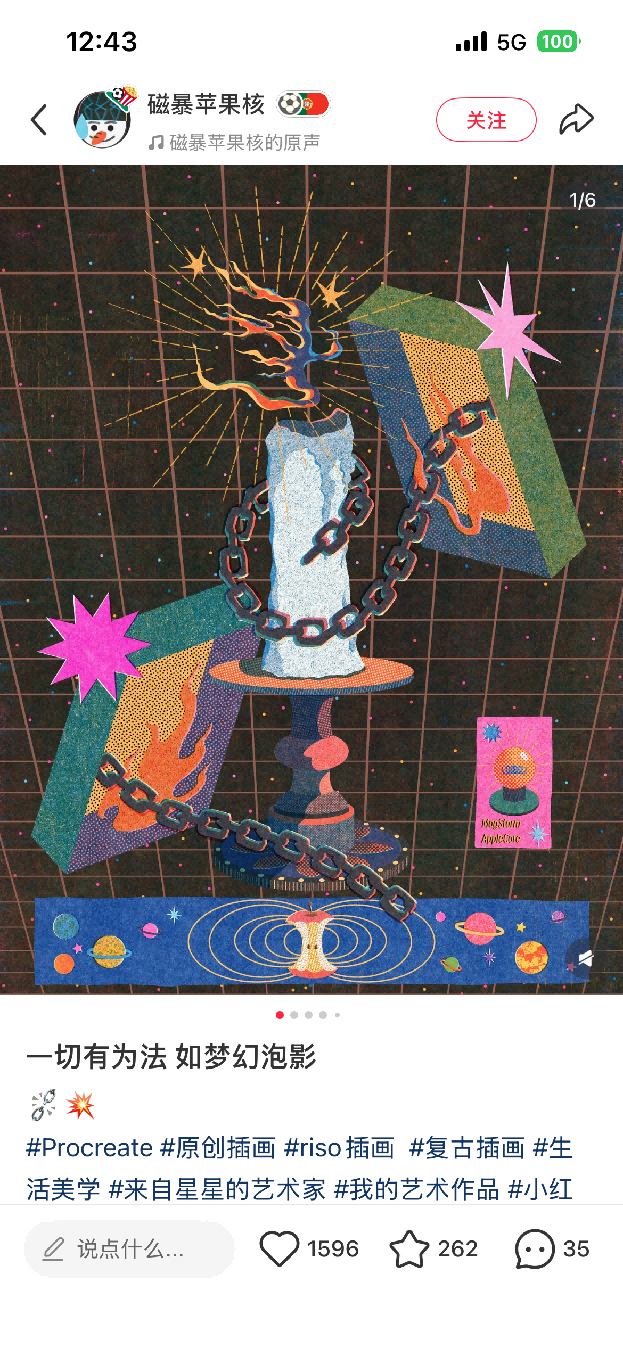 12:43
5G
100
磁暴苹果核
磁暴苹果核的原声
关注
1/6
MagStorm
AppleCore
一切有为法 如梦幻泡影
#Procreate #原创插画 #riso插画 #复古插画 #生
活美学 #来自星星的艺术家 #我的艺术作品 #小红
说点什么...
1596
262
35